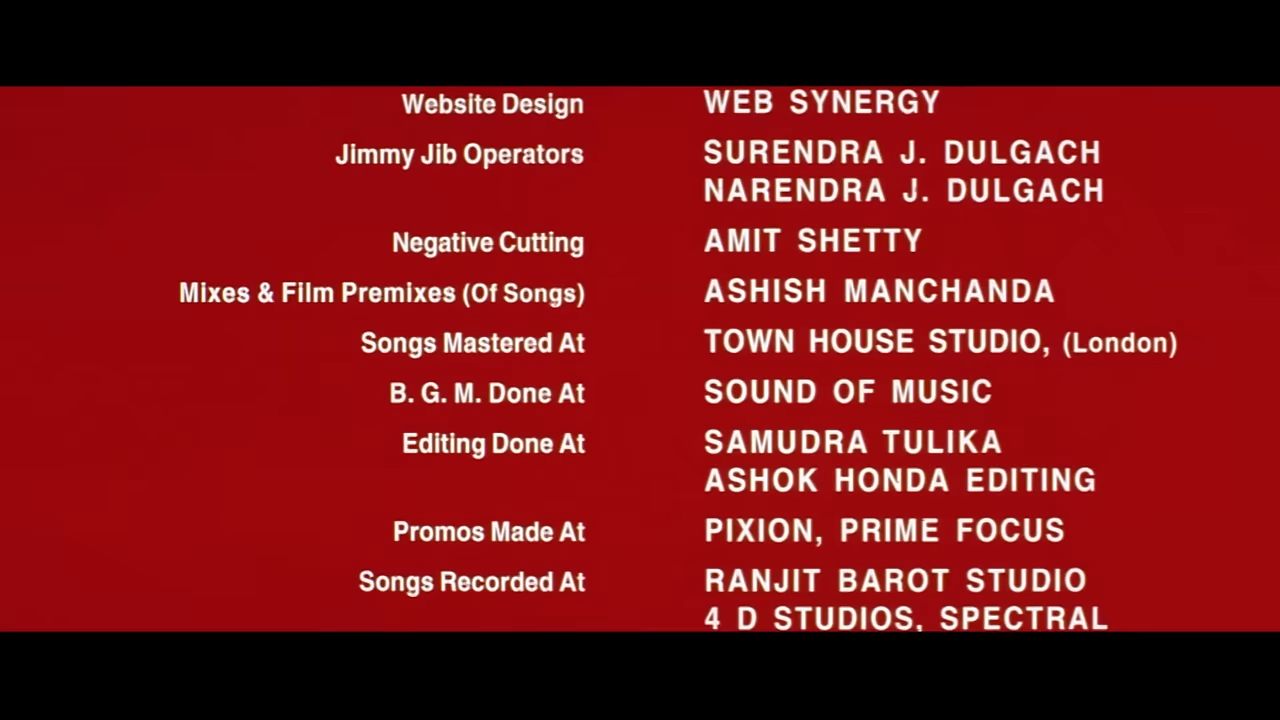 Website Design WEB SYNERGY
Jimmy Jib Operators SURENDRA J. DULGACH
NARENDRA J. DULGACH
Negative Cutting AMIT SHETTY
Mixes & Film Premixes (Of Songs) ASHISH MANCHANDA
Songs Mastered At TOWN HOUSE STUDIO, (London)
B. G. M. Done At SOUND OF MUSIC
Editing Done At SAMUDRA TULIKA
ASHOK HONDA EDITING
Promos Made At PIXION, PRIME FOCUS
Songs Recorded At RANJIT BAROT STUDIO
4 D STUDIOS, SPECTRAL